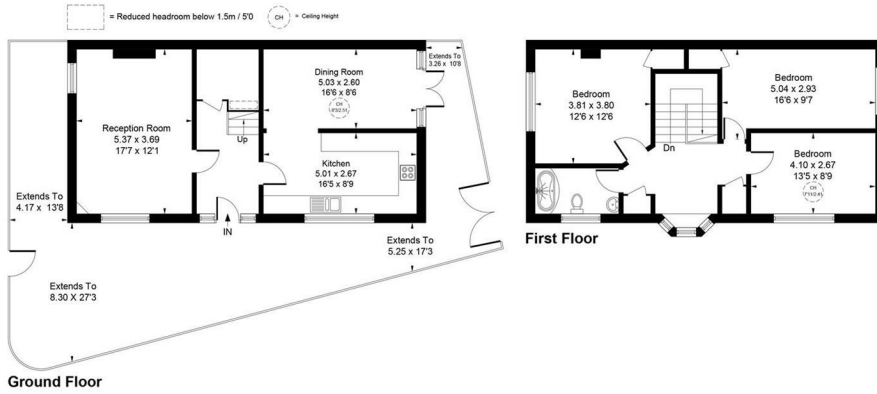 = Reduced headroom below 1.5m / 5'0
CH
= Ceiling Height
Reception Room
5.37 x 3.69
17'7 x 12'1
Dining Room
5.03 x 2.60
16'6 x 8'6
CH
Extends To
3.26 x 10'8
Up
Kitchen
5.01 x 2.67
16'5 x 8'9
Extends To
4.17 x 13'8
IN
Extends To
5.25 x 17'3
Extends To
8.30 X 27'3
Ground Floor
Bedroom
3.81 x 3.80
12'6 x 12'6
Dn
Bedroom
5.04 x 2.93
16'6 x 9'7
Bedroom
4.10 x 2.67
13'5 x 8'9
CH
First Floor